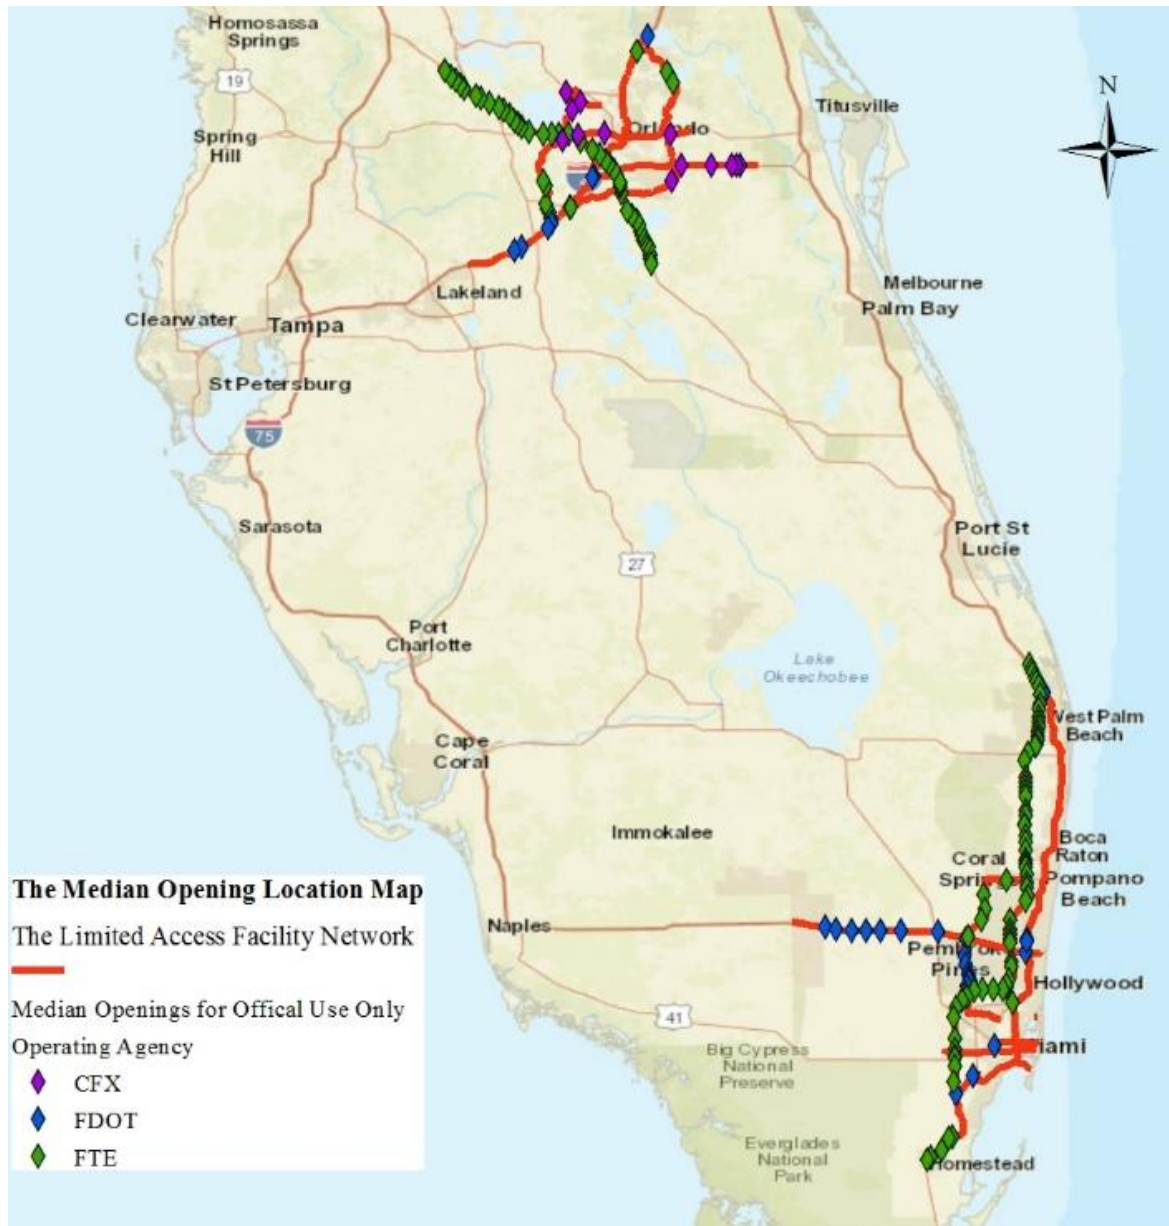 Homosassa
Springs
19
Titusville
N
Spring
Hill
Orlando
Melbourne
Lakeland
Palm Bay
Clearwater
Tampa
St Petersburg
75
Sarasota
Port St
Lucie
27
Port
Charlotte
Lake
Okeechobee
West Palm
Beach
Cape
Coral
Immokalee
Boca
Raton
Coral
Pompano
Beach
Naples
Pines
Hollywood
41
Big Cypress
National
Preserve
Everglades
National
Park
Homestead
The Median Opening Location Map
The Limited Access Facility Network
Median Openings for Offical Use Only
Operating Agency
CFX
FDOT
FTE